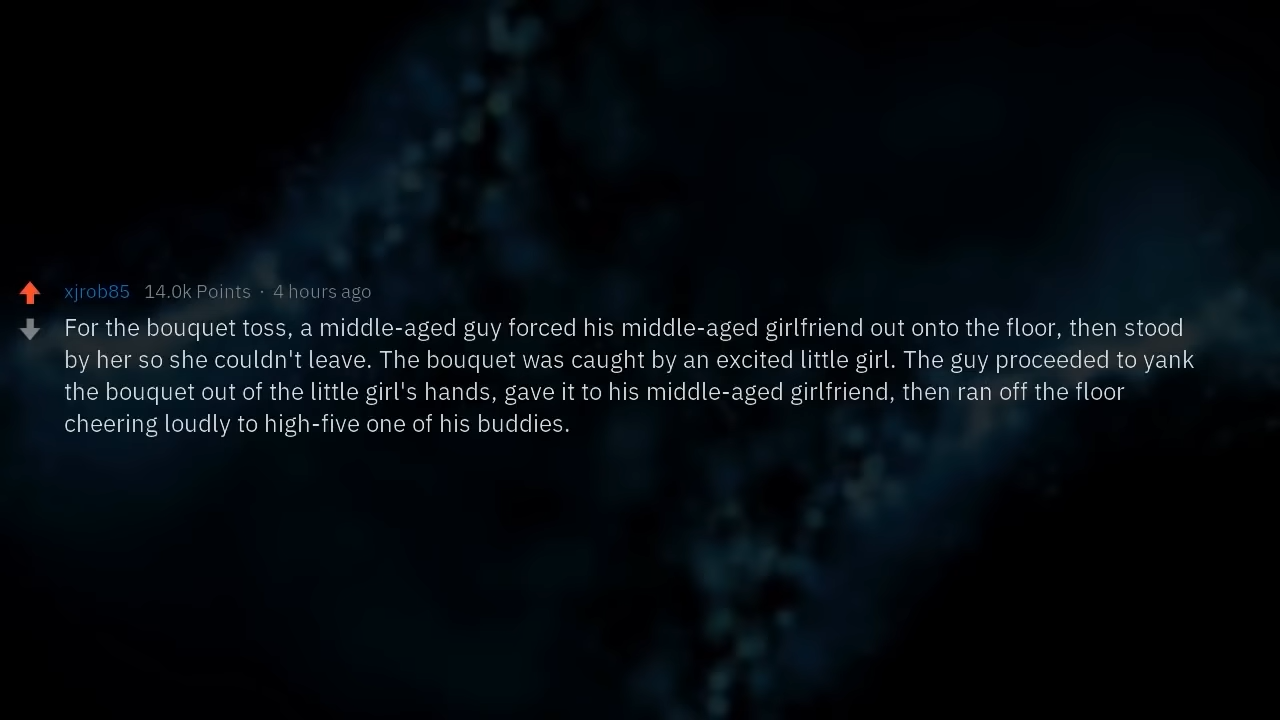 xjrob85 14.0k Points · 4 hours ago
For the bouquet toss, a middle-aged guy forced his middle-aged girlfriend out onto the floor, then stood
by her so she couldn't leave. The bouquet was caught by an excited little girl. The guy proceeded to yank
the bouquet out of the little girl's hands, gave it to his middle-aged girlfriend, then ran off the floor
cheering loudly to high-five one of his buddies.